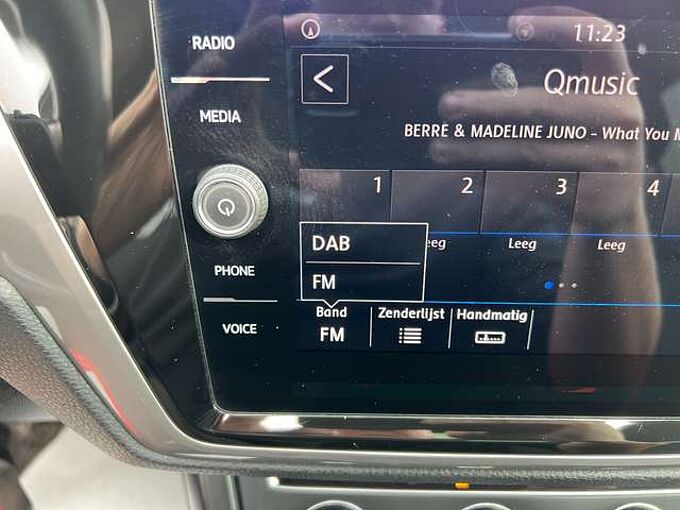 RADIO
11:23
Qmusic
MEDIA
BERRE & MADELINE JUNO - What You
1 2 3 4
DAB
Leeg Leeg
PHONE
FM
Band Zenderlijst Handmatig
VOICE
FM